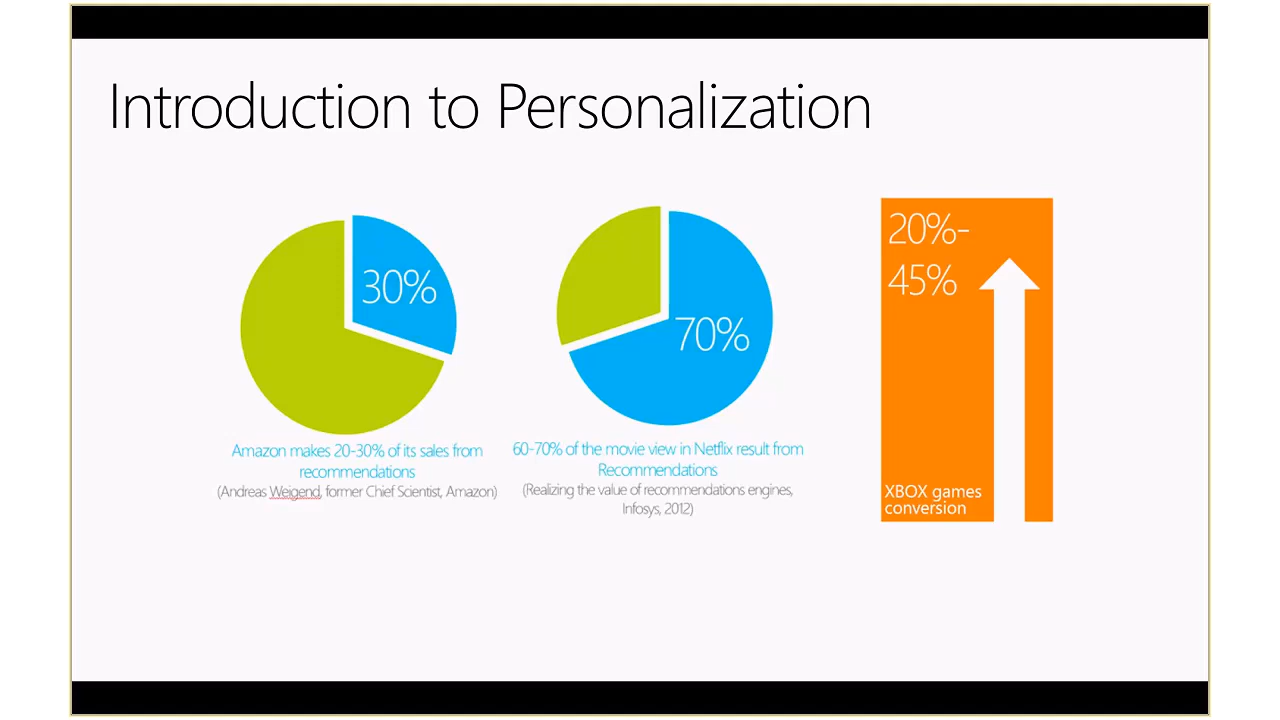 Introduction to Personalization
30%
Amazon makes 20-30% of its sales from
recommendations
(Andreas Weigend, former Chief Scientist, Amazon)
70%
60-70% of the movie view in Netflix result from
Recommendations
(Realizing the value of recommendations engines,
Infosys, 2012)
20%-
45%
XBOX games
conversion